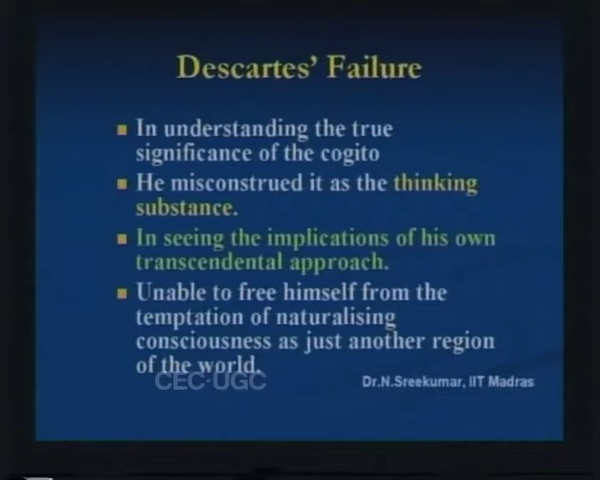 Descartes' Failure
In understanding the true
significance of the cogito
He misconstrued it as the thinking
substance.
In seeing the implications of his own
transcendental approach.
Unable to free himself from the
temptation of naturalising
consciousness as just another region
of the world.
CEC-UGC
Dr.N.Sreekumar, IIT Madras